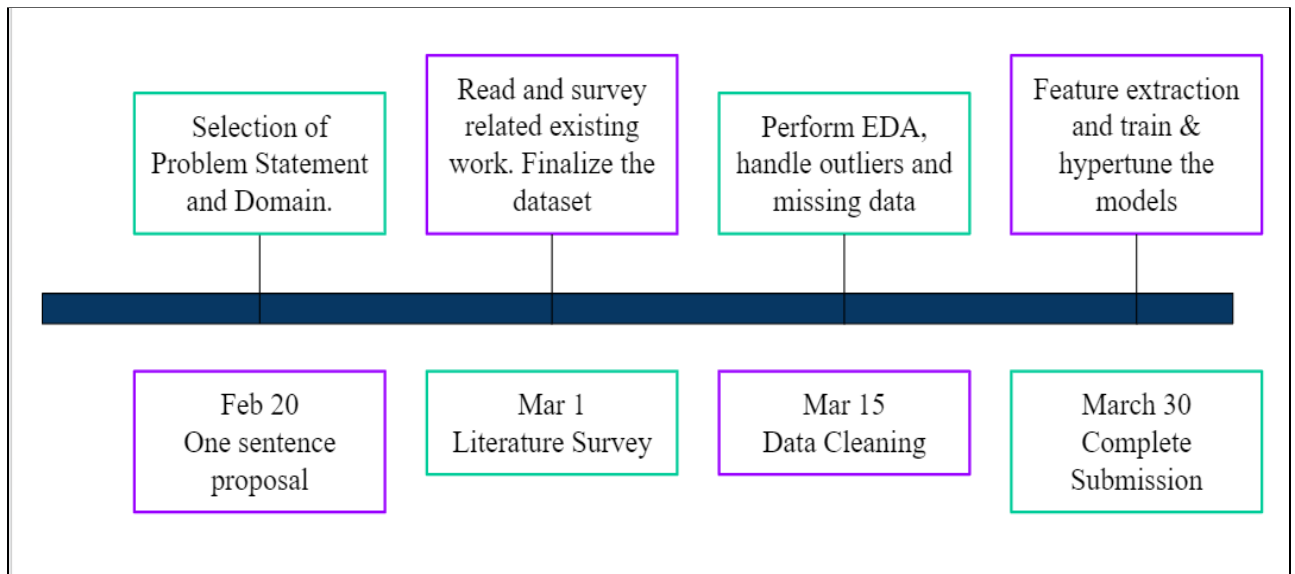 Selection of
Problem Statement
and Domain.
Read and survey
related existing
work. Finalize the
dataset
Perform EDA,
handle outliers and
missing data
Feature extraction
and train &
hypertune the
models
Feb 20
One sentence
proposal
Mar 1
Literature Survey
Mar 15
Data Cleaning
March 30
Complete
Submission